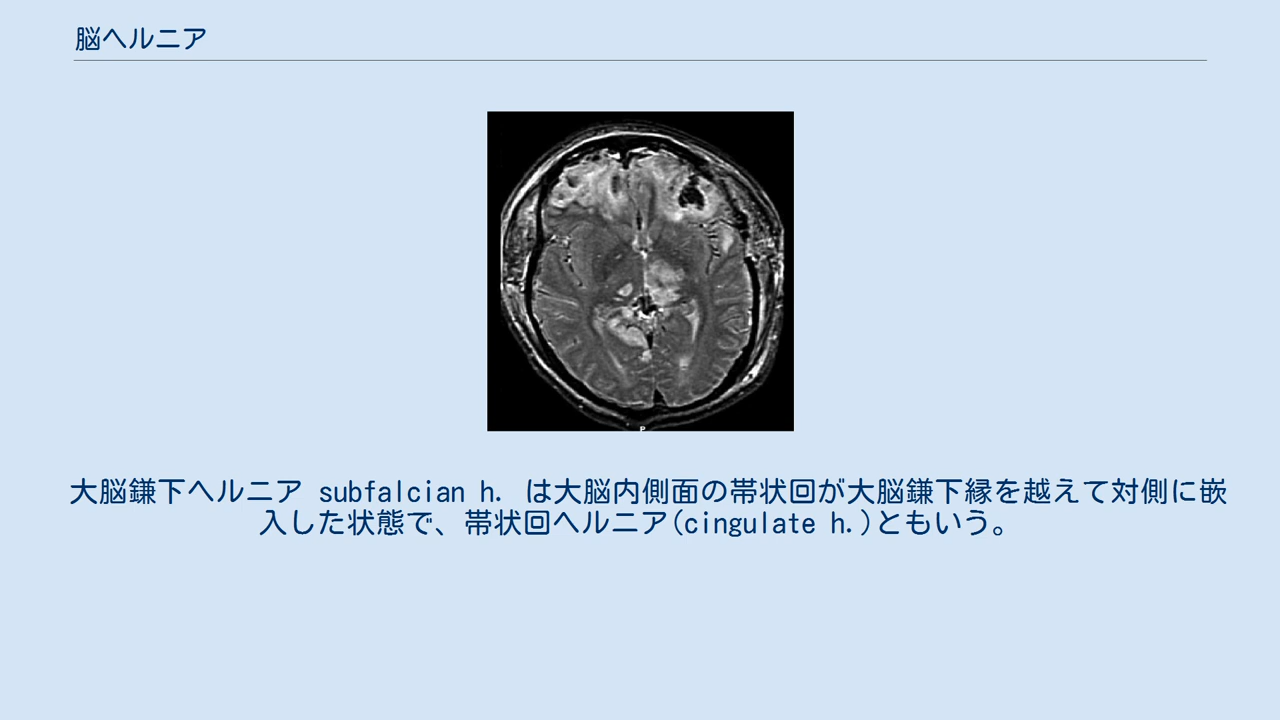 脳ヘルニア
P
大脳鎌下ヘルニア subfalcian h. は大脳内側面の帯状回が大脳鎌下縁を越えて対側に嵌
入した状態で、帯状回ヘルニア(cingulate h.)ともいう。